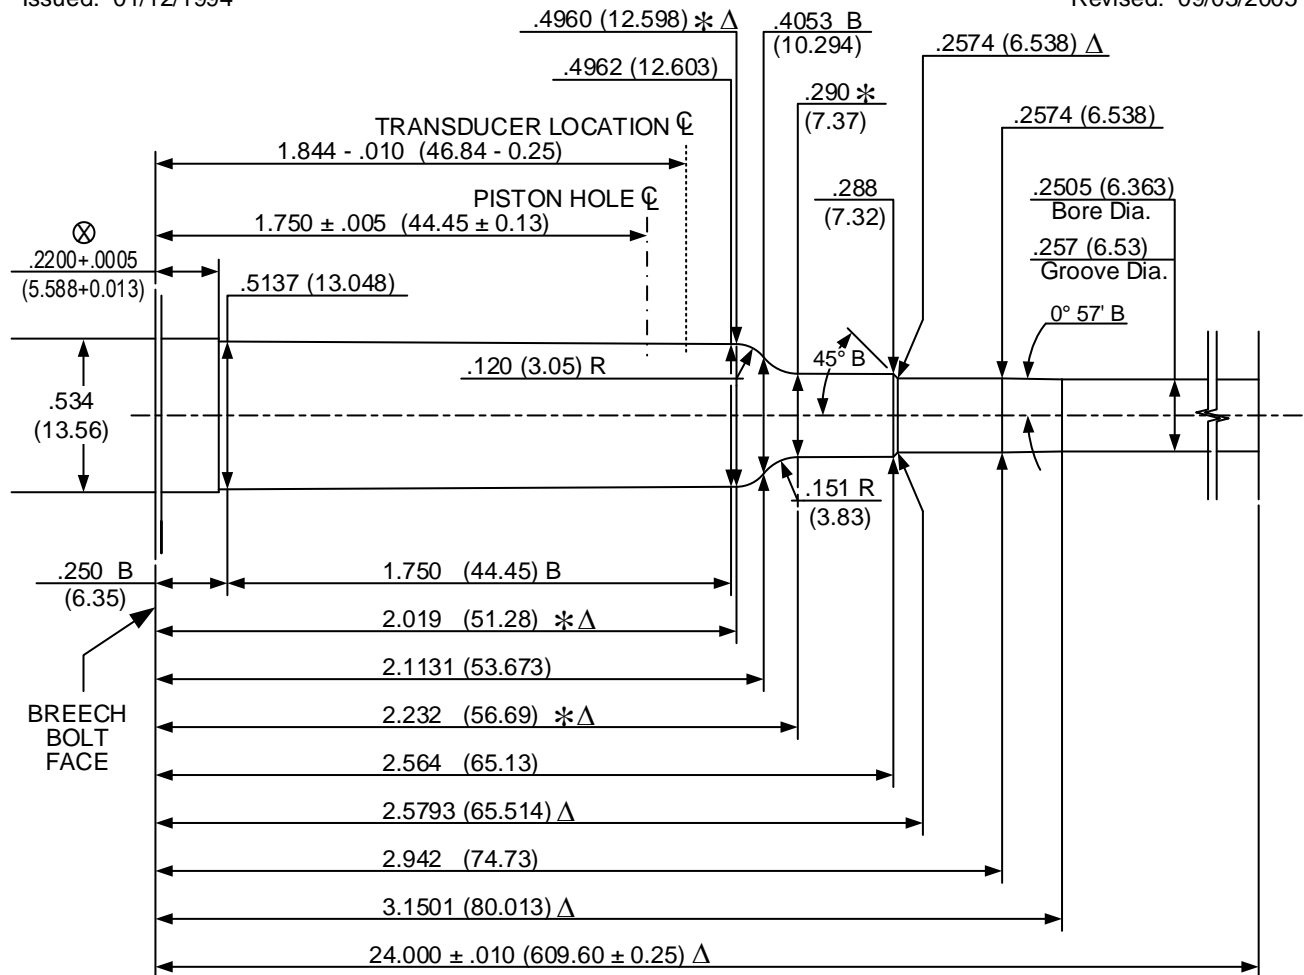 Issued: 01/12/1994
Revised: 09/03/2003
.4960 (12.598) ✻ Δ
.4053 B
(10.294)
.2574 (6.538) Δ
.4962 (12.603)
.290 ✻
(7.37)
.2574 (6.538)
TRANSDUCER LOCATION ℄
1.844 - .010 (46.84 - 0.25)
PISTON HOLE ℄
1.750 ± .005 (44.45 ± 0.13)
.288
(7.32)
.2505 (6.363)
Bore Dia.
.257 (6.53)
Groove Dia.
⊗
.2200+.0005
(5.588+0.013)
.5137 (13.048)
0° 57' B
.120 (3.05) R
45° B
.534
(13.56)
.151 R
(3.83)
.250 B
(6.35)
1.750 (44.45) B
2.019 (51.28) ✻ Δ
2.1131 (53.673)
BREECH
BOLT
FACE
2.232 (56.69) ✻ Δ
2.564 (65.13)
2.5793 (65.514) Δ
2.942 (74.73)
3.1501 (80.013) Δ
24.000 ± .010 (609.60 ± 0.25) Δ